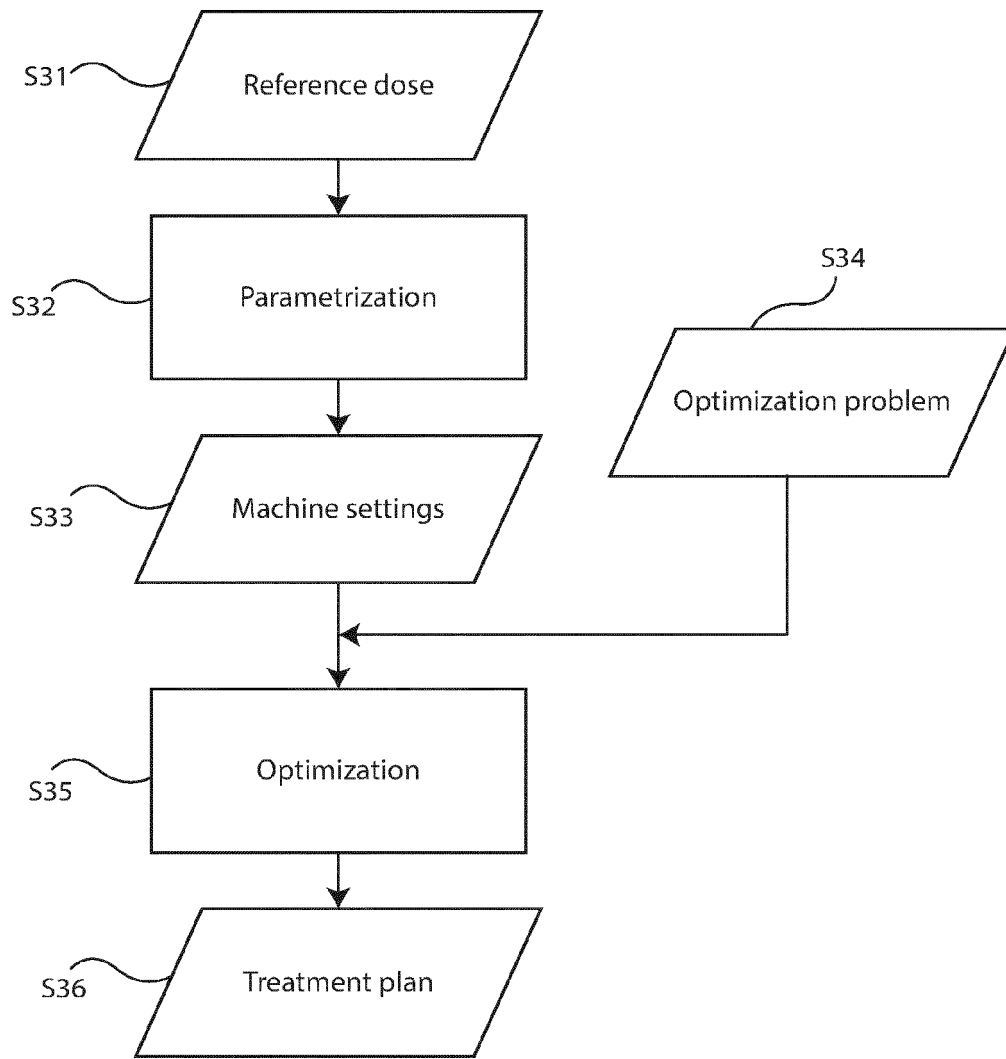 S31
Reference dose
S32
Parametrization
S34
Optimization problem
S33
Machine settings
S35
Optimization
S36
Treatment plan